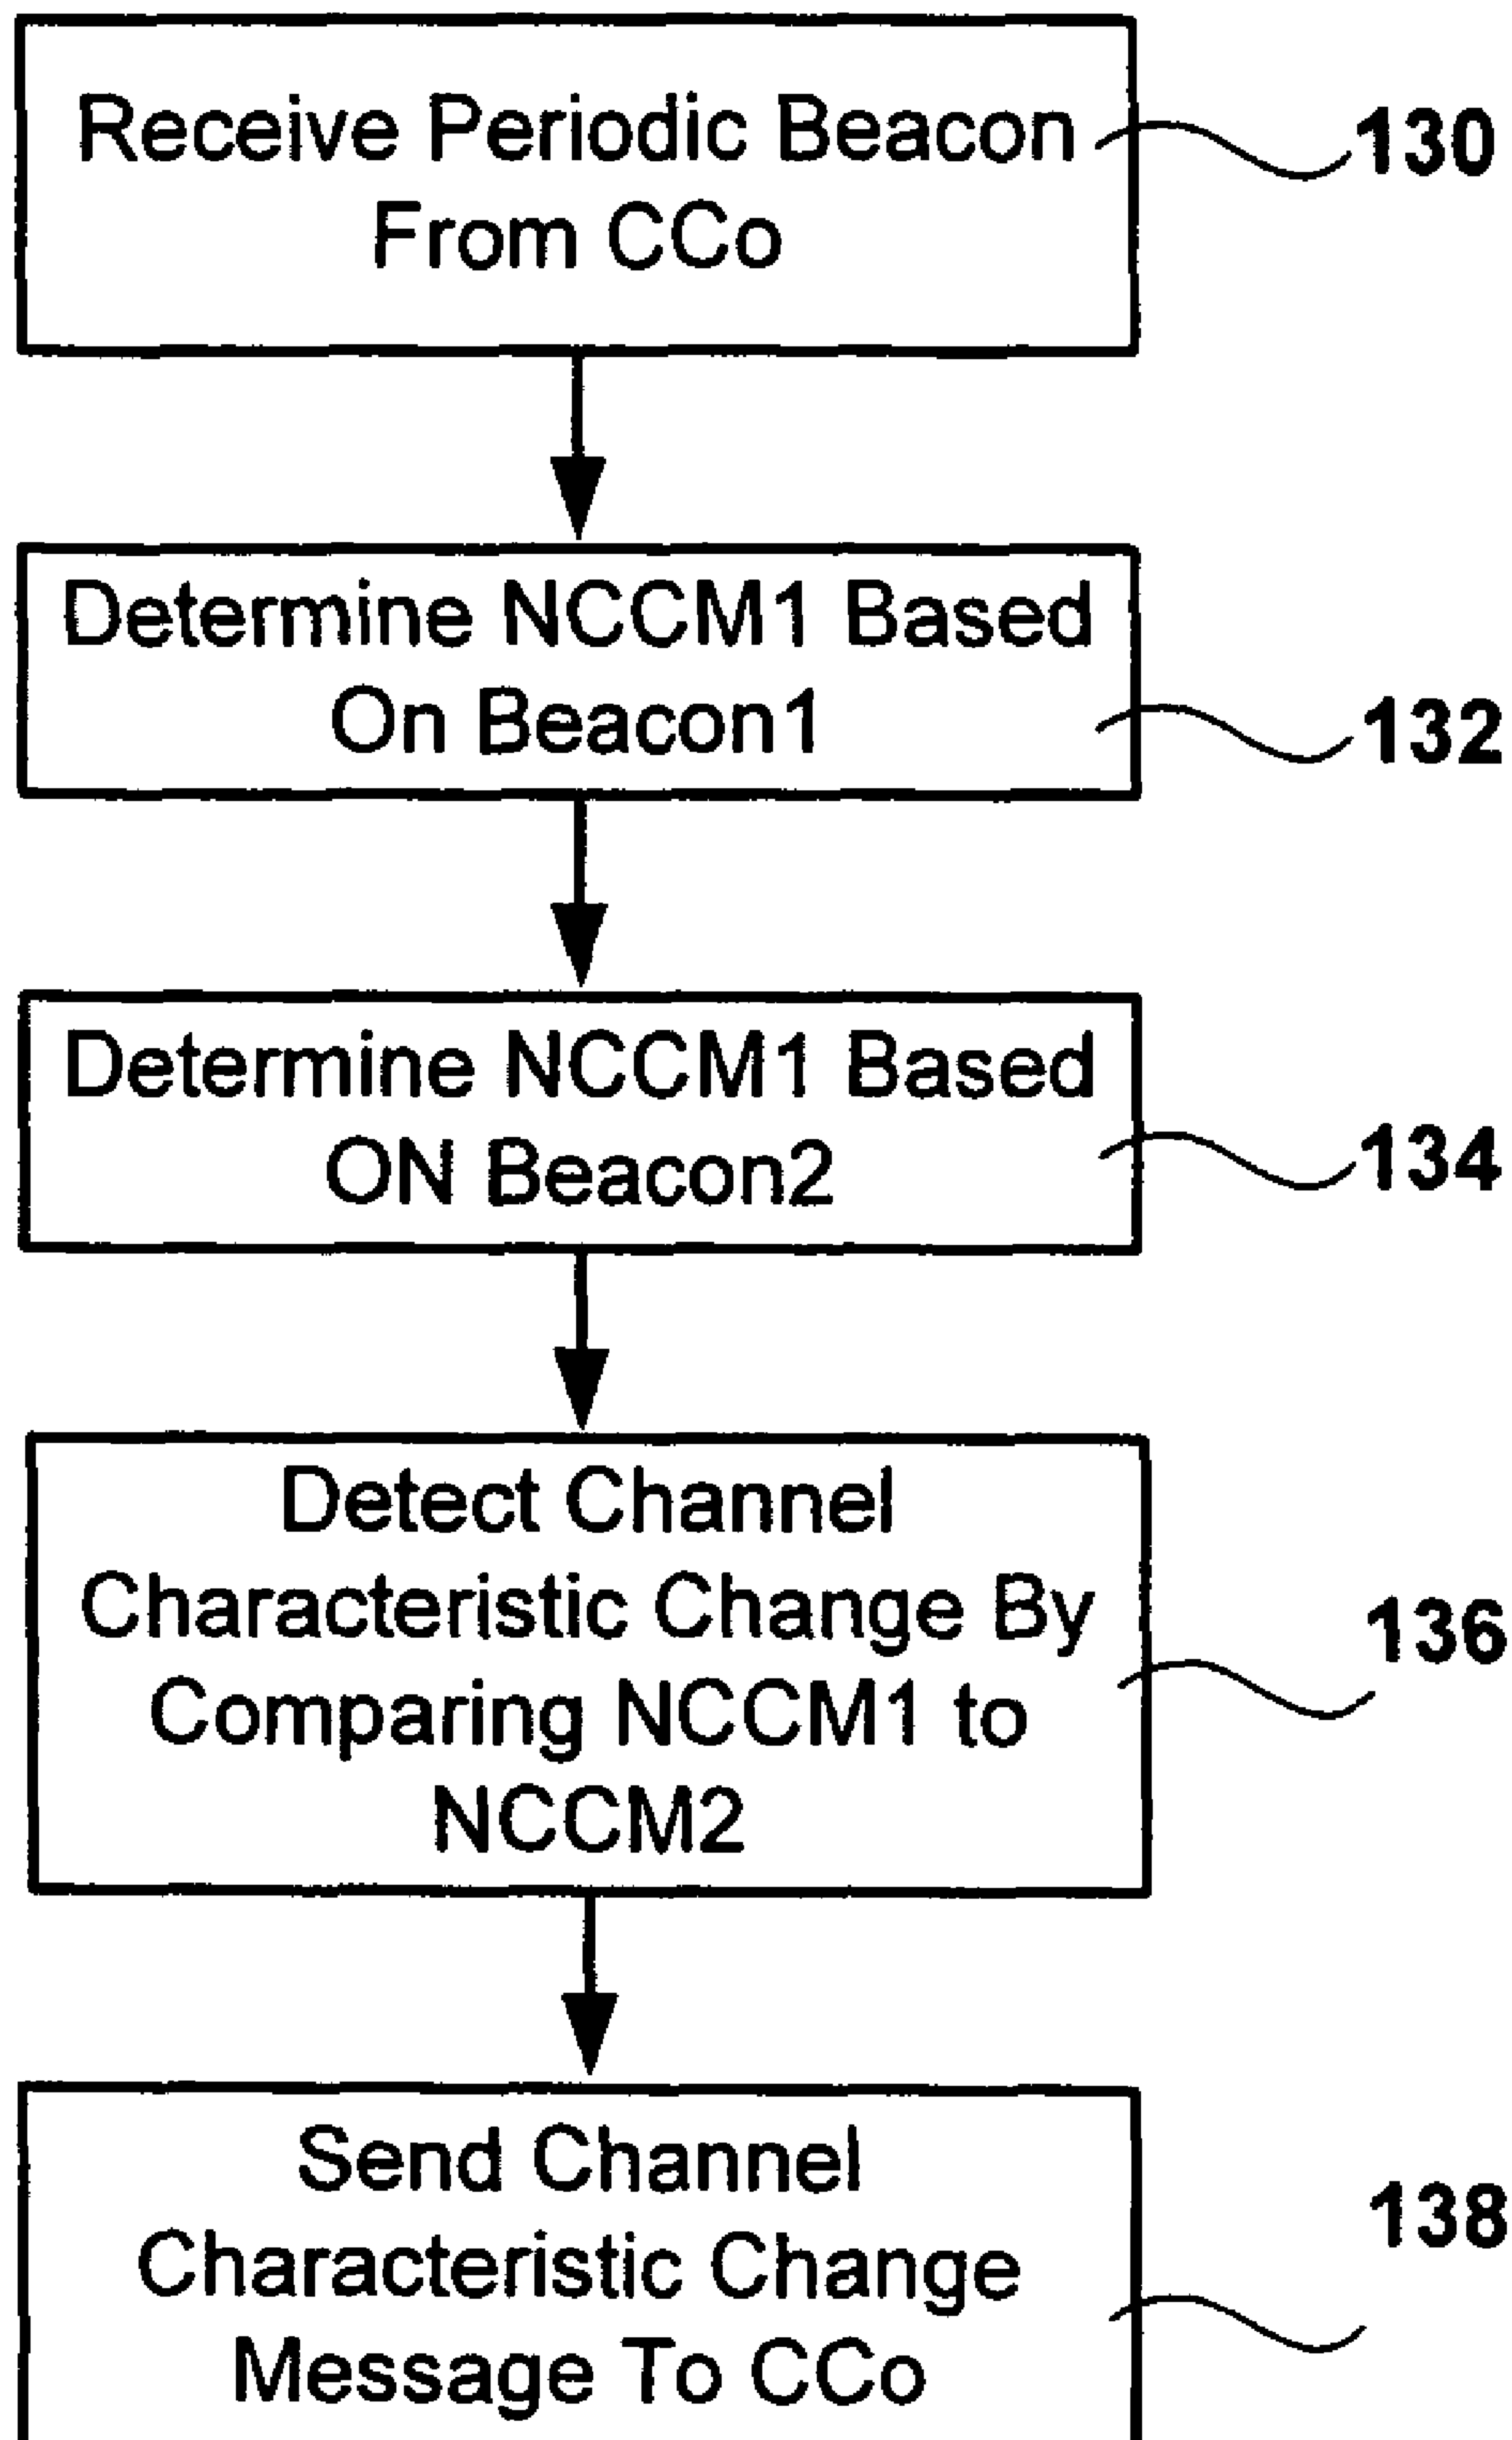 Receive Periodic Beacon
From CCo
130
Determine NCCM1 Based
On Beacon1
132
Determine NCCM1 Based
ON Beacon2
134
Detect Channel
Characteristic Change By
Comparing NCCM1 to
NCCM2
136
Send Channel
Characteristic Change
Message To CCo
138